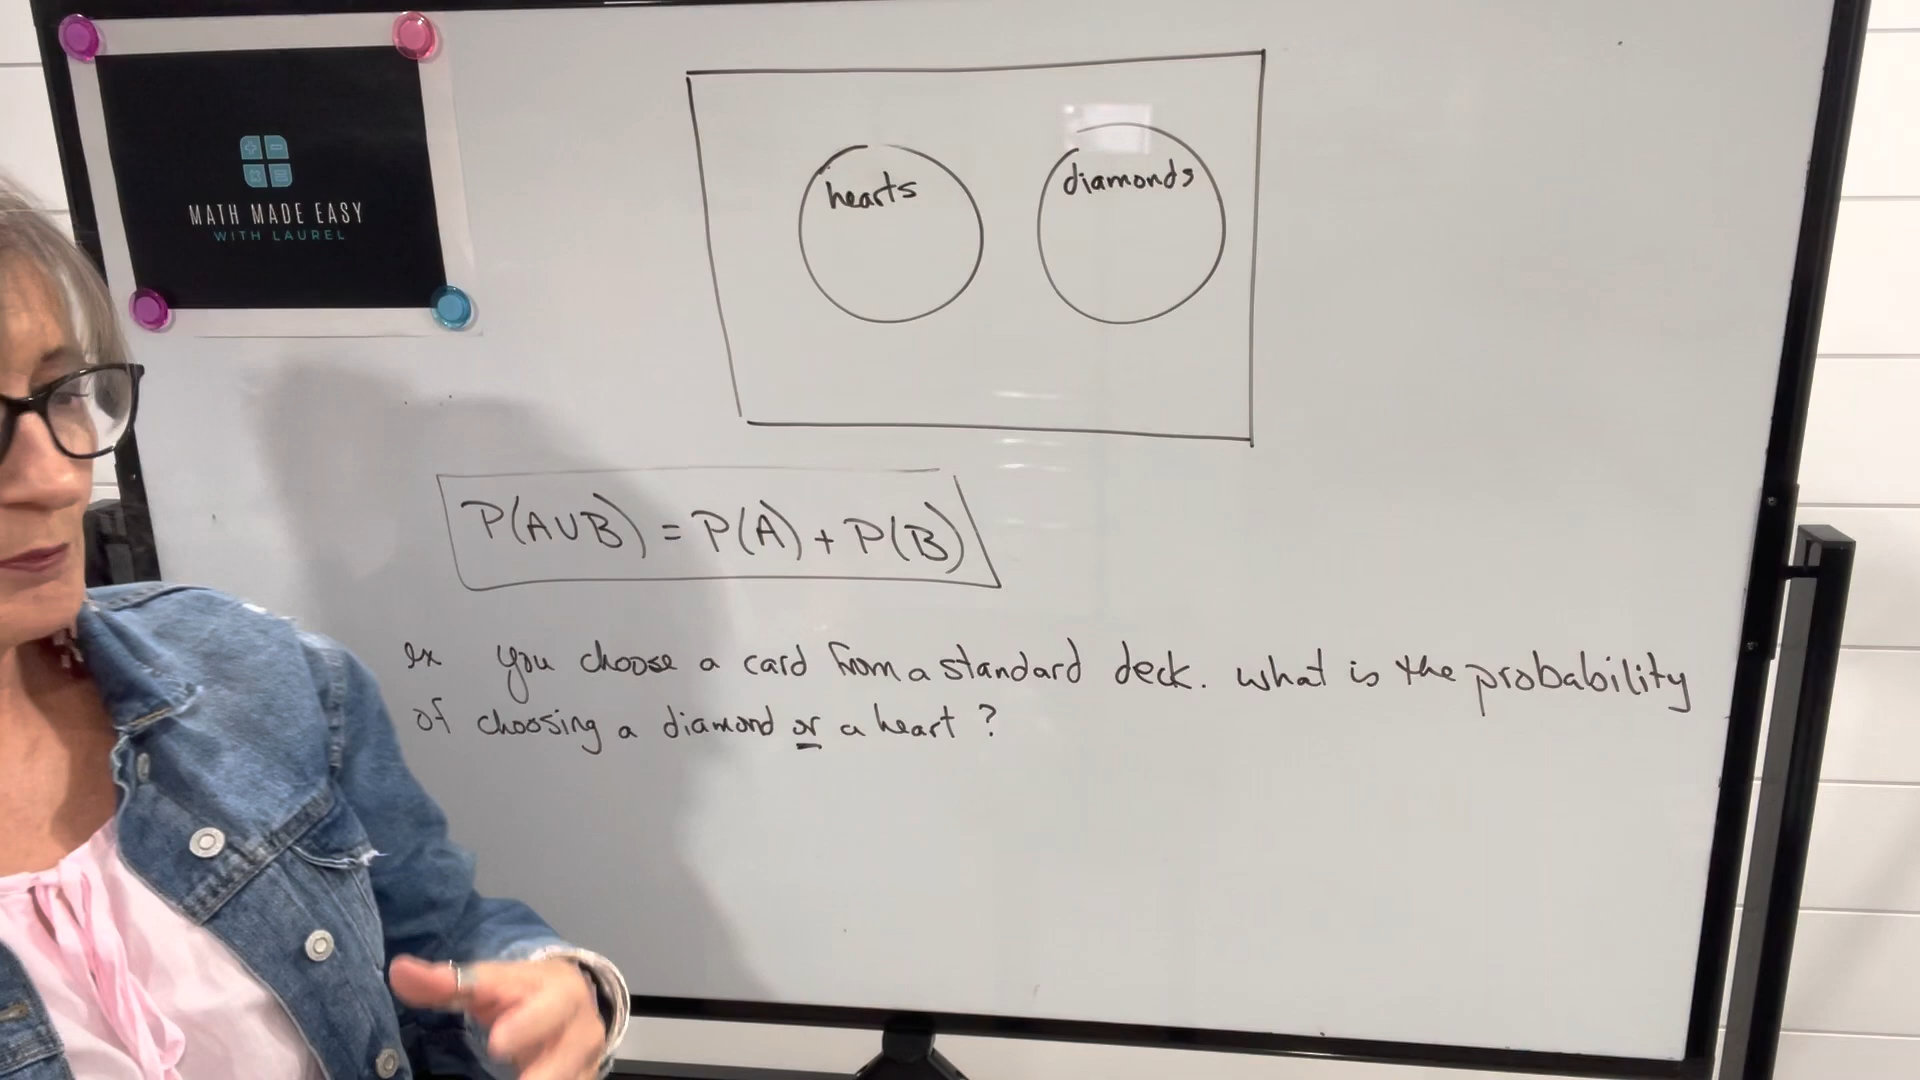 MATH MADE EASY
WITH LAUREL
hearts
diamonds
P(A∪B) = P(A) + P(B)
ex you choose a card from a standard deck. what is the probability
of choosing a diamond or a heart ?